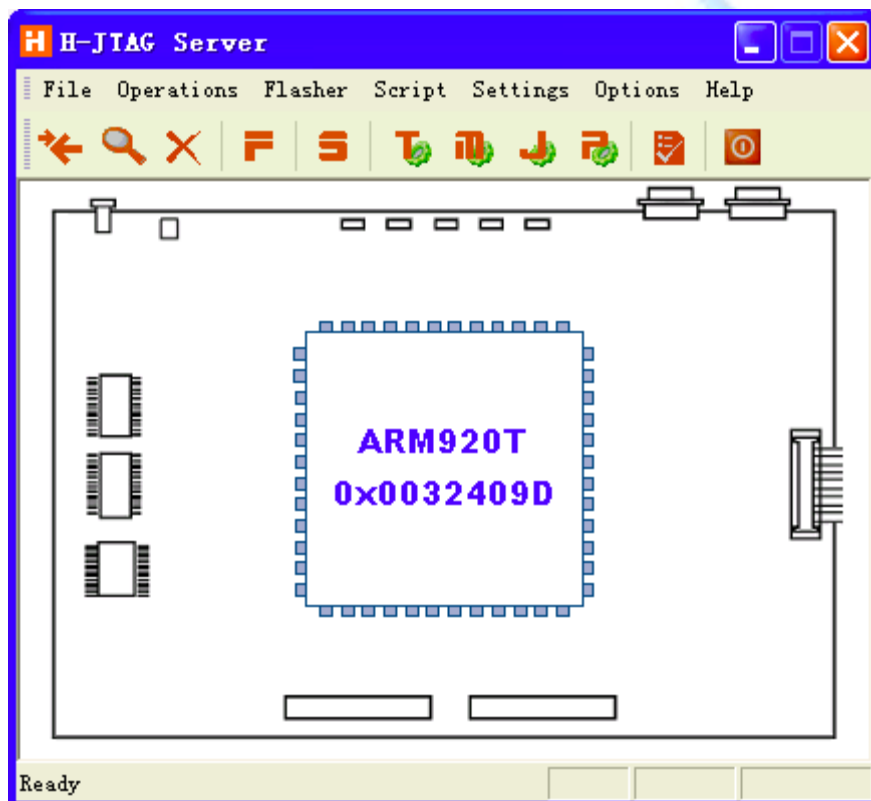 H-JTAG Server
File Operations Flasher Script Settings Options Help
ARM920T
0x0032409D
Ready